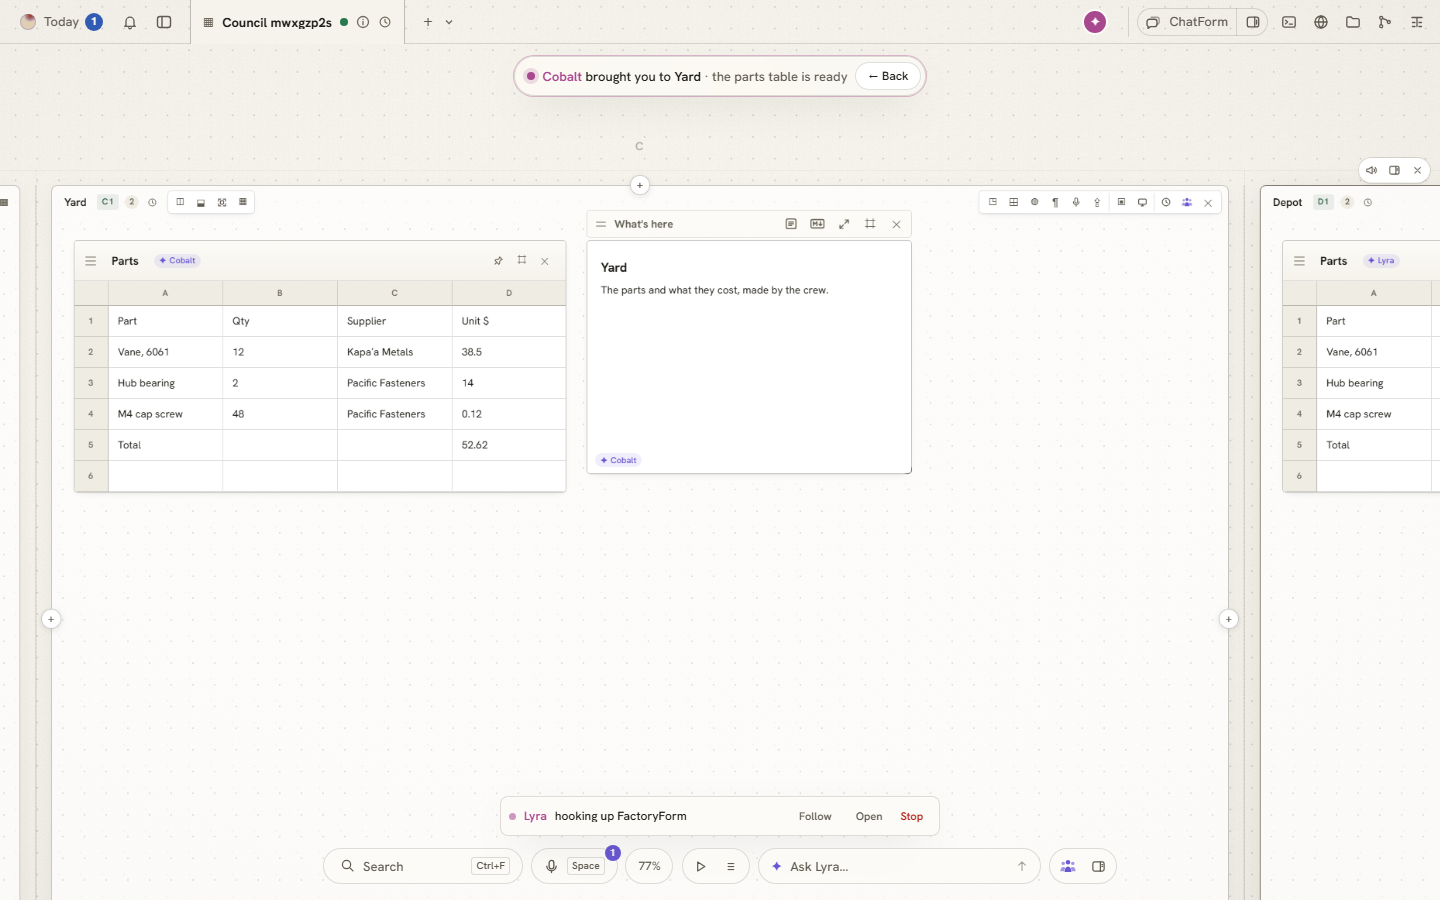 Today 1
Council mwxgzp2s
ChatForm
Cobalt brought you to Yard · the parts table is ready ← Back
C
Yard C1 2
Depot D1 2
What's here
Parts Cobalt
A B C D
1 Part Qty Supplier Unit $
2 Vane, 6061 12 Kapa'a Metals 38.5
3 Hub bearing 2 Pacific Fasteners 14
4 M4 cap screw 48 Pacific Fasteners 0.12
5 Total 52.62
6
Yard
The parts and what they cost, made by the crew.
Cobalt
Parts Lyra
A
1 Part
2 Vane, 6061
3 Hub bearing
4 M4 cap screw
5 Total
6
Lyra hooking up FactoryForm Follow Open Stop
Search Ctrl+F
Space 1
77%
Ask Lyra...